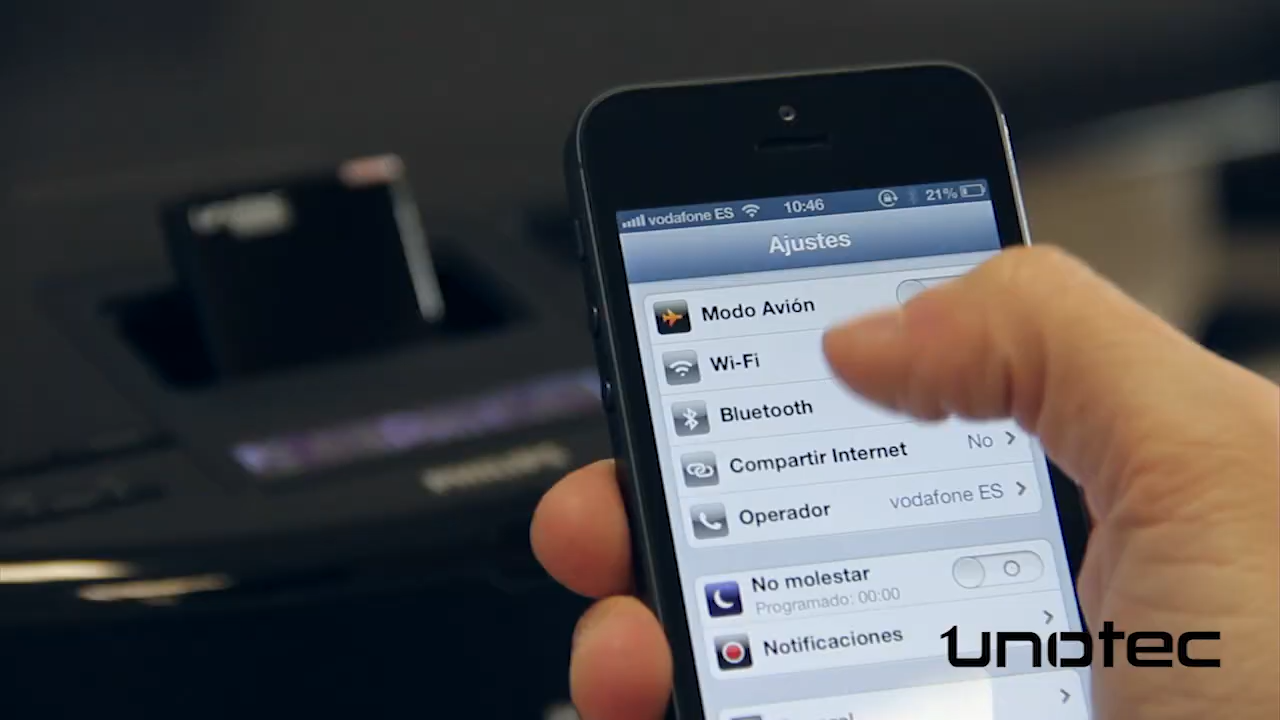 vodafone ES 10:46 21%
Ajustes
Modo Avión
Wi-Fi
Bluetooth
Compartir Internet No
Operador vodafone ES
No molestar
Programado: 00:00
Notificaciones
unotec
PHILIPS